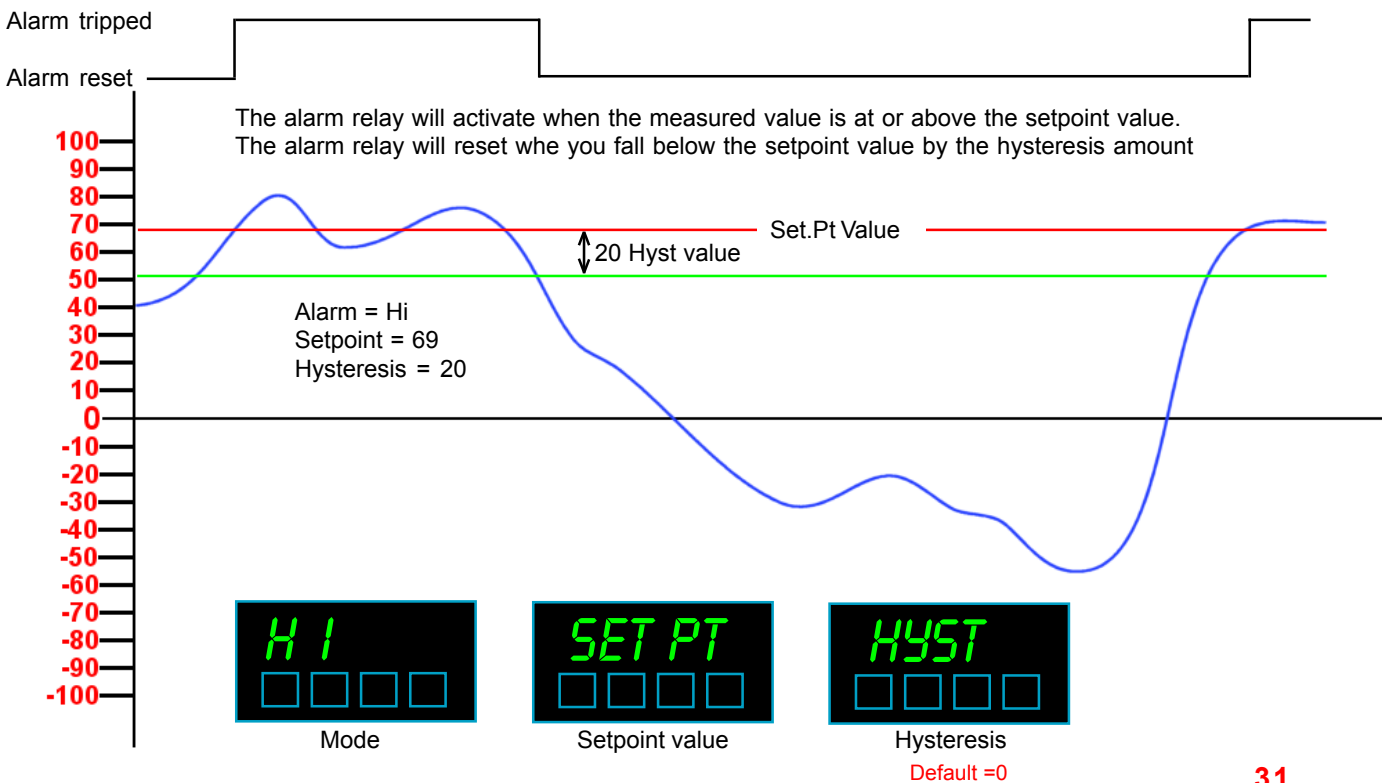 Alarm tripped
Alarm reset
The alarm relay will activate when the measured value is at or above the setpoint value.
The alarm relay will reset whe you fall below the setpoint value by the hysteresis amount
100
90
80
70
60
50
40
30
20
10
0
-10
-20
-30
-40
-50
-60
-70
-80
-90
-100
Set.Pt Value
20 Hyst value
Alarm = Hi
Setpoint = 69
Hysteresis = 20
HI
SET PT
HYST
Mode
Setpoint value
Hysteresis
Default =0
31